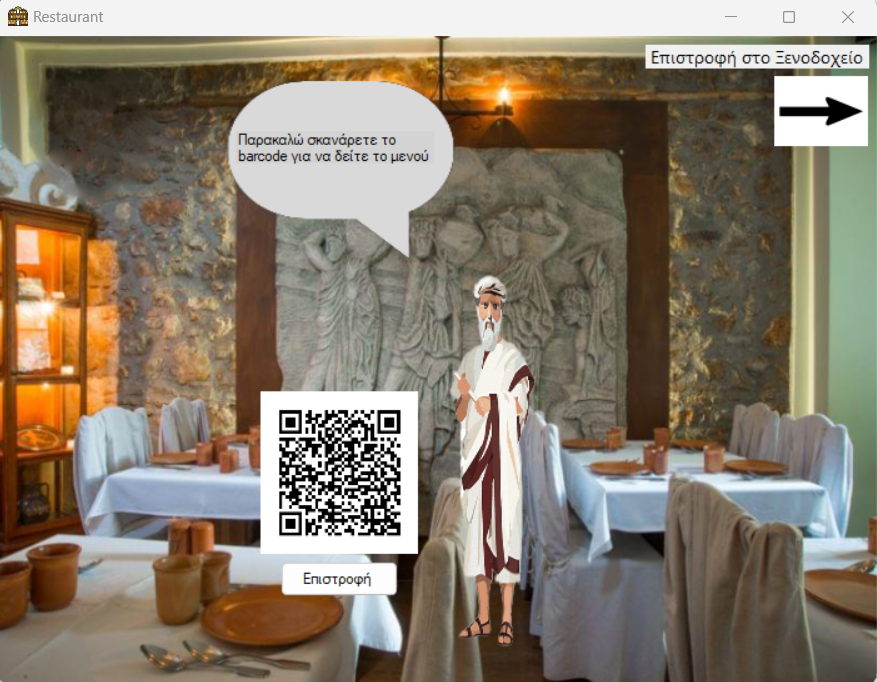 Restaurant
Επιστροφή στο Ξενοδοχείο
Παρακαλώ σκανάρετε το
barcode για να δείτε το μενού
Επιστροφή